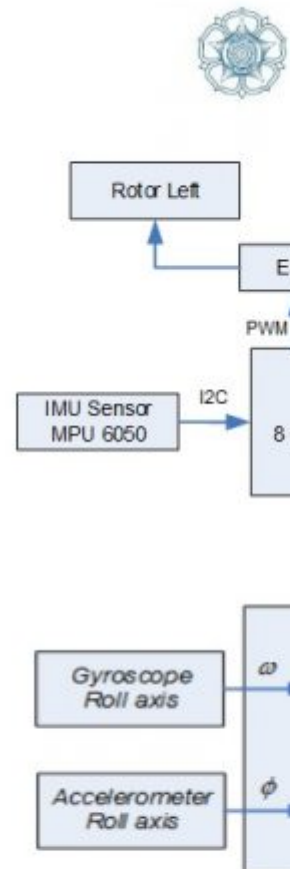 Rotor Left
E
PWM
I2C
IMU Sensor
MPU 6050
8
Gyroscope
Roll axis
ω
Accelerometer
Roll axis
ϕ